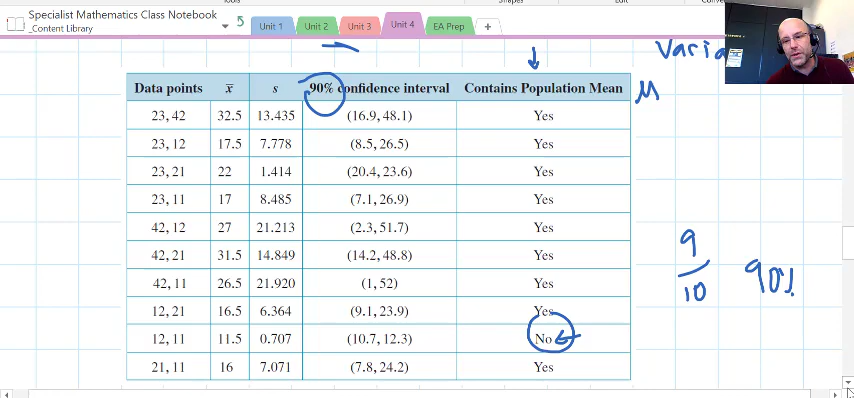 Tools
Shapes
Edit
Specialist Mathematics Class Notebook
_Content Library
Unit 1
Unit 2
Unit 3
Unit 4
EA Prep
+
Varia
Data points x̄ s 90% confidence interval Contains Population Mean μ
23, 42 32.5 13.435 (16.9, 48.1) Yes
23, 12 17.5 7.778 (8.5, 26.5) Yes
23, 21 22 1.414 (20.4, 23.6) Yes
23, 11 17 8.485 (7.1, 26.9) Yes
42, 12 27 21.213 (2.3, 51.7) Yes
42, 21 31.5 14.849 (14.2, 48.8) Yes
42, 11 26.5 21.920 (1, 52) Yes
12, 21 16.5 6.364 (9.1, 23.9) Yes
12, 11 11.5 0.707 (10.7, 12.3) No
21, 11 16 7.071 (7.8, 24.2) Yes
9
10
90%